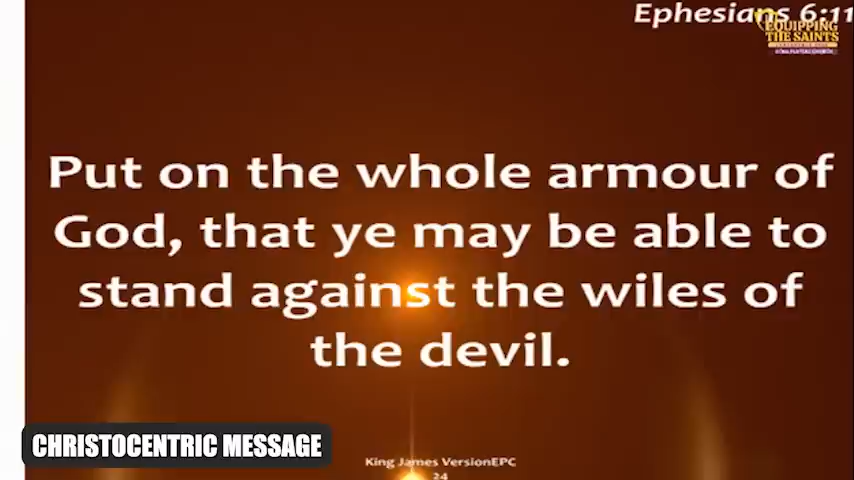 Ephesians 6:11
EQUIPPING
THE SAINTS
Put on the whole armour of
God, that ye may be able to
stand against the wiles of
the devil.
CHRISTOCENTRIC MESSAGE
King James VersionEPC
24